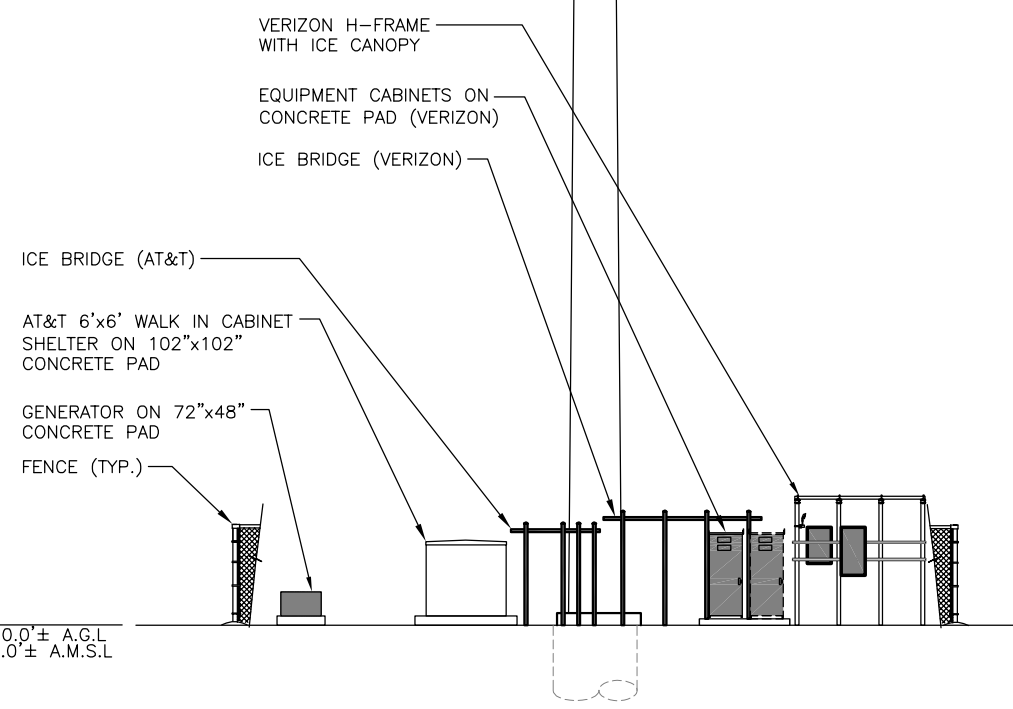 VERIZON H-FRAME
WITH ICE CANOPY
EQUIPMENT CABINETS ON
CONCRETE PAD (VERIZON)
ICE BRIDGE (VERIZON)
ICE BRIDGE (AT&T)
AT&T 6'x6' WALK IN CABINET
SHELTER ON 102"x102"
CONCRETE PAD
GENERATOR ON 72"x48"
CONCRETE PAD
FENCE (TYP.)
0.0'± A.G.L
.0'± A.M.S.L